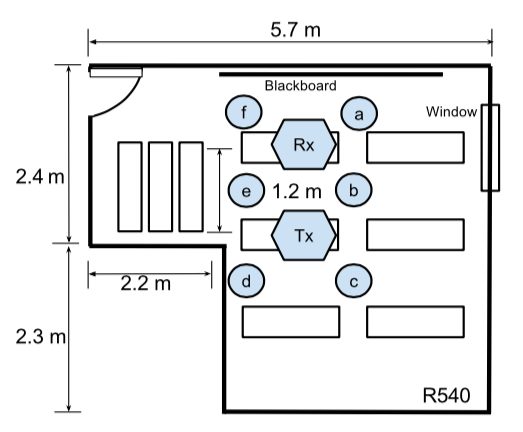 5.7 m
Blackboard
f
a
Window
Rx
2.4 m
e
1.2 m
b
Tx
2.2 m
d
c
2.3 m
R540